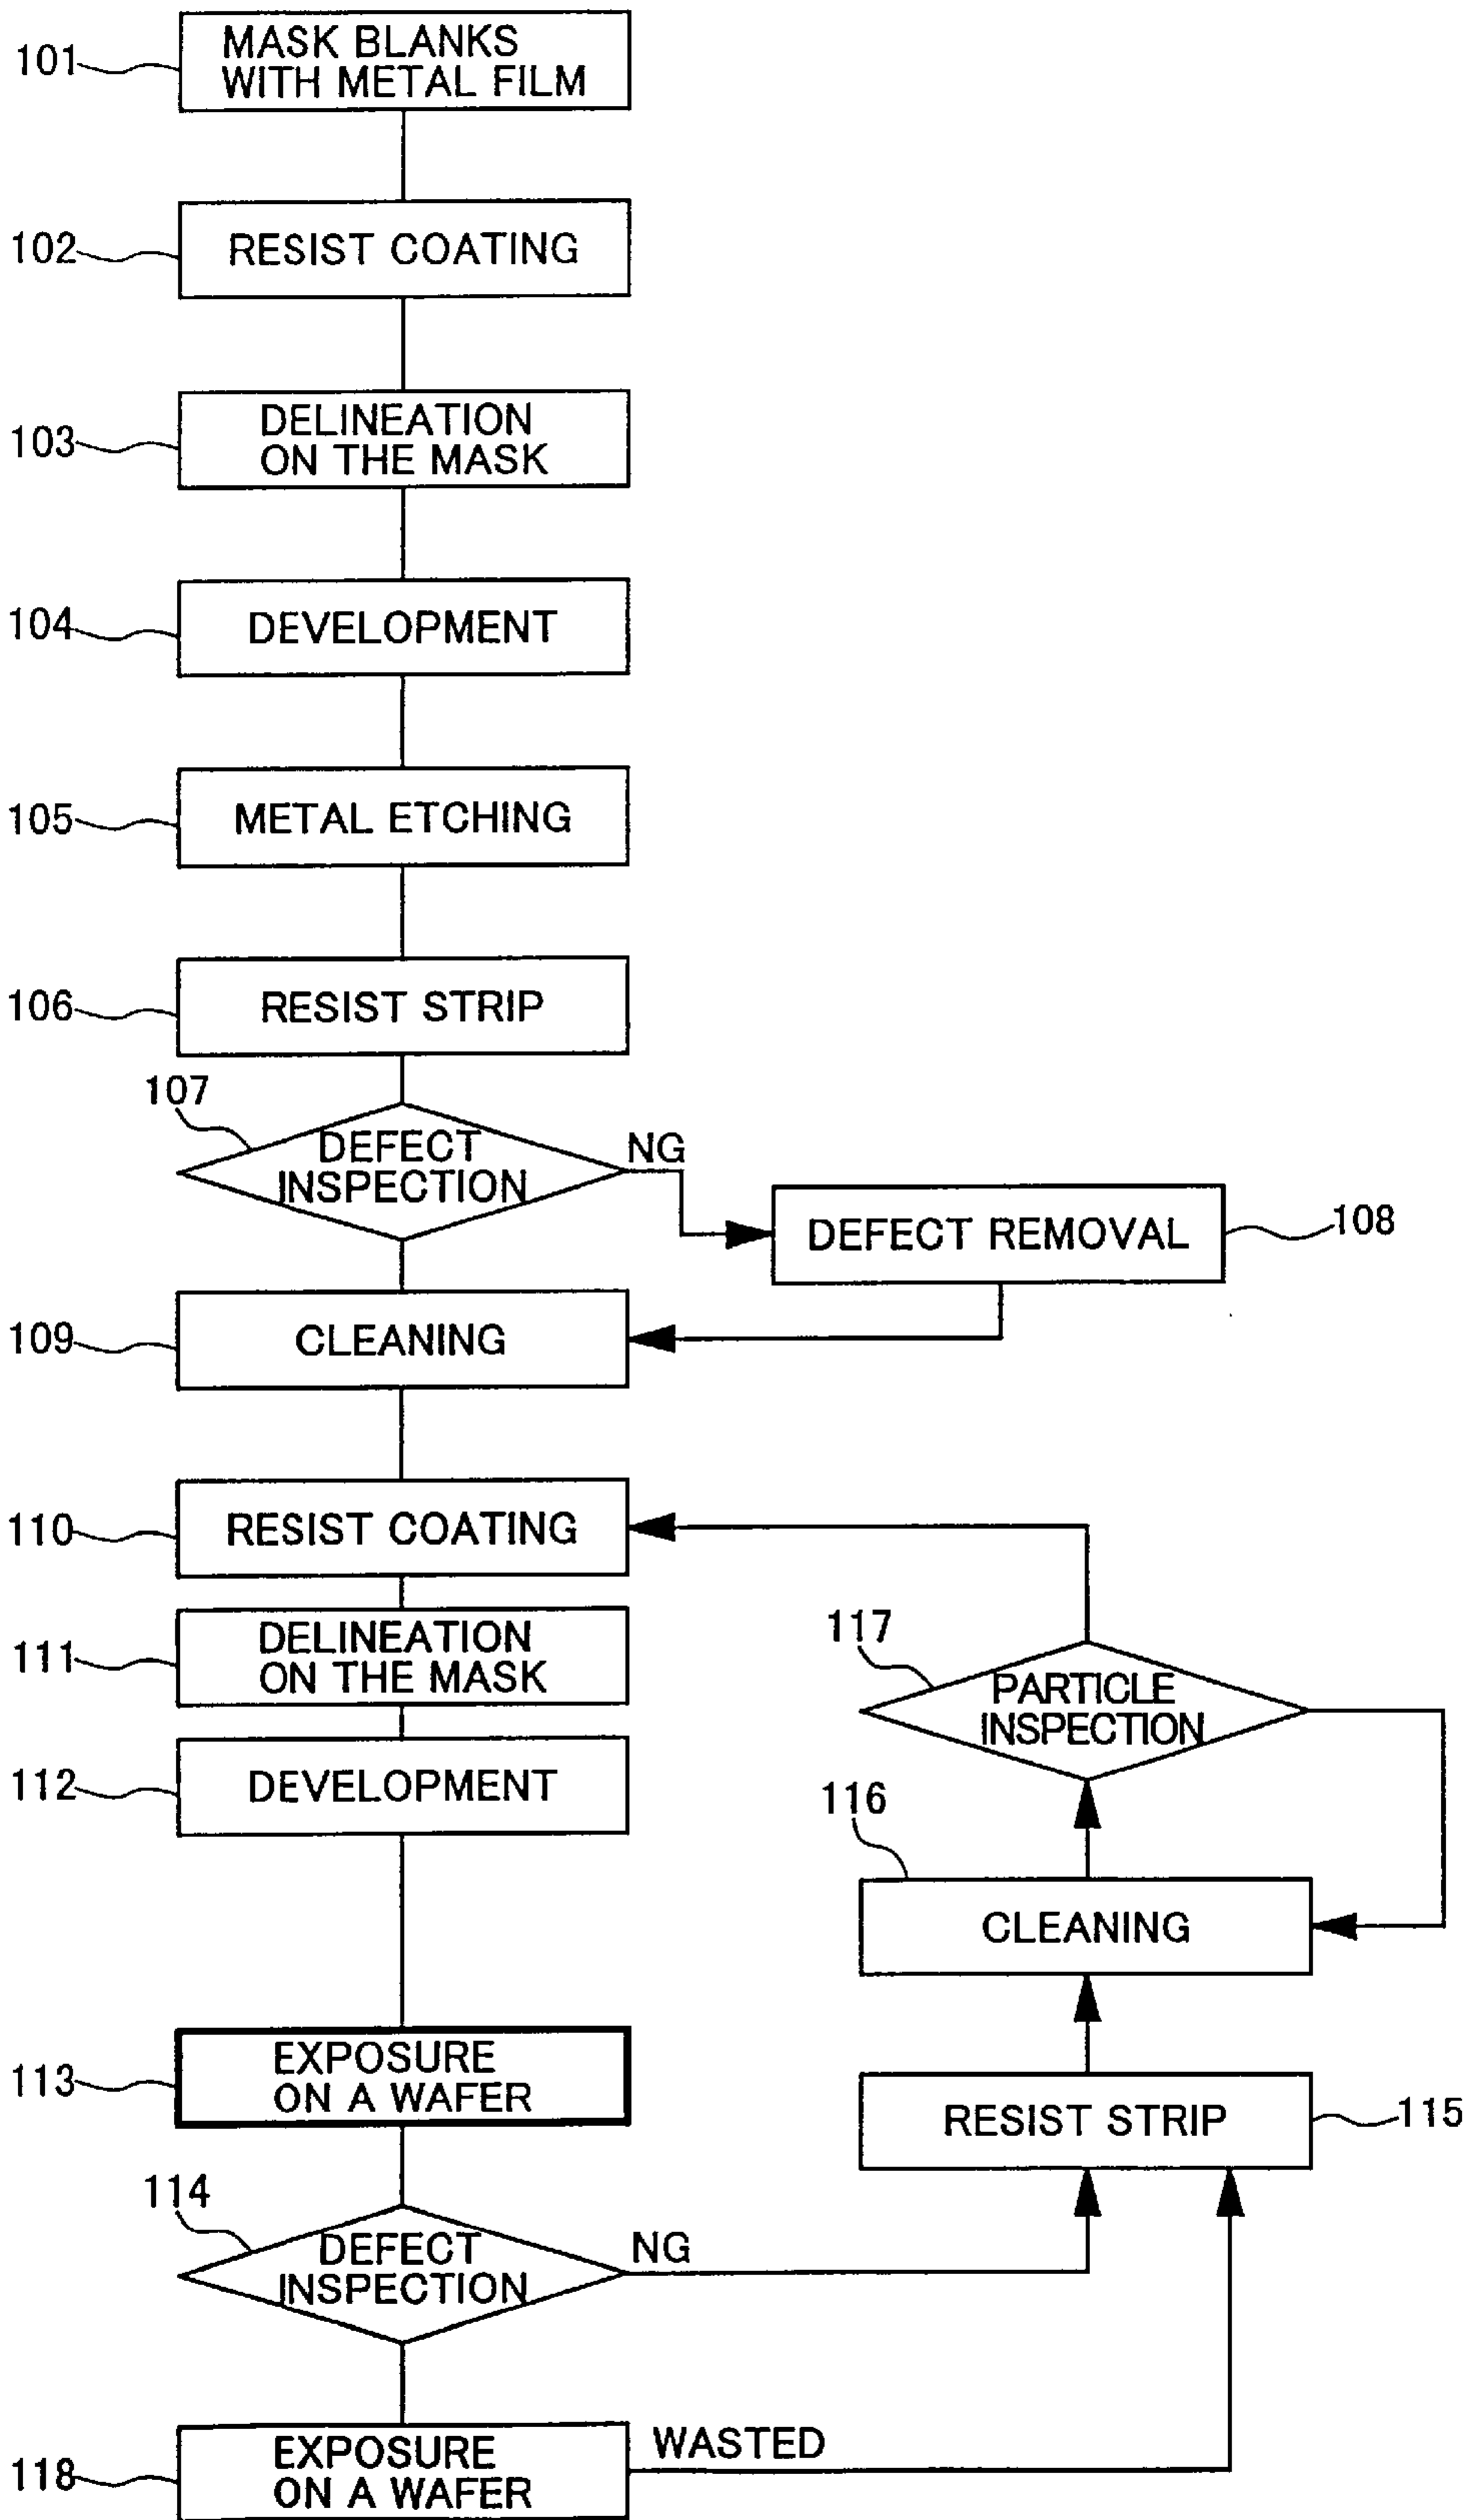 101
MASK BLANKS
WITH METAL FILM
102
RESIST COATING
103
DELINEATION
ON THE MASK
104
DEVELOPMENT
105
METAL ETCHING
106
RESIST STRIP
107
DEFECT
INSPECTION
NG
DEFECT REMOVAL
108
109
CLEANING
110
RESIST COATING
111
DELINEATION
ON THE MASK
117
PARTICLE
INSPECTION
112
DEVELOPMENT
116
CLEANING
113
EXPOSURE
ON A WAFER
RESIST STRIP
115
114
DEFECT
INSPECTION
NG
118
EXPOSURE
ON A WAFER
WASTED